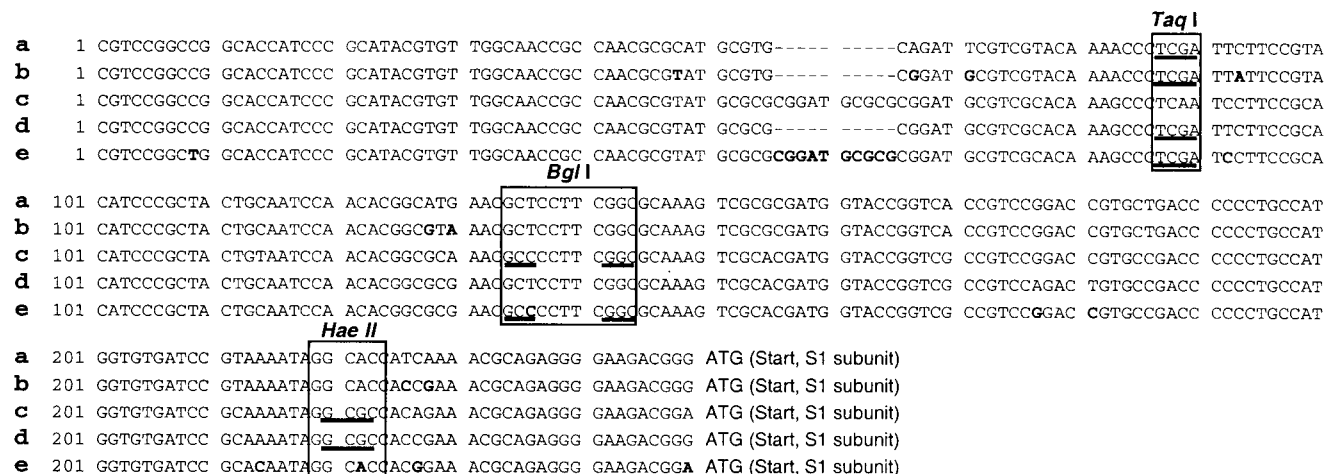 Taq I
a 1 CGTCCGGCCG GCACCATCCC GCATACGTGT TGGCAACCGC CAACGCGCAT GCGTG----- -----CAGAT TCGTCGTACA AAACCCTCGA TTCTTCCGTA
b 1 CGTCCGGCCG GCACCATCCC GCATACGTGT TGGCAACCGC CAACGCGTAT GCGTG----- -----CGGAT GCGTCGTACA AAACCCTCGA TTATTCCGTA
c 1 CGTCCGGCCG GCACCATCCC GCATACGTGT TGGCAACCGC CAACGCGTAT GCGCGCGGAT GCGCGCGGAT GCGTCGCACA AAGCCCTCAA TCCTTCCGCA
d 1 CGTCCGGCCG GCACCATCCC GCATACGTGT TGGCAACCGC CAACGCGTAT GCGCG----- -----CGGAT GCGTCGCACA AAGCCCTCGA TTCTTCCGCA
e 1 CGTCCGGCTG GCACCATCCC GCATACGTGT TGGCAACCGC CAACGCGTAT GCGCGCGGAT GCGCGCGGAT GCGTCGCACA AAGCCGTCGA TCCTTCCGCA
Bgl I
a 101 CATCCCGCTA CTGCAATCCA ACACGGCATG AACGCTCCTT CGGCGCAAAG TCGCGCGATG GTACCGGTCA CCGTCCGGAC CGTGCTGACC CCCCTGCCAT
b 101 CATCCCGCTA CTGCAATCCA ACACGGCGTA AACGCTCCTT CGGCGCAAAG TCGCGCGATG GTACCGGTCA CCGTCCGGAC CGTGCTGACC CCCCTGCCAT
c 101 CATCCCGCTA CTGTAATCCA ACACGGCGCA AACGCCCCTT CGGCGCAAAG TCGCACGATG GTACCGGTCG CCGTCCGGAC CGTGCCGACC CCCCTGCCAT
d 101 CATCCCGCTA CTGCAATCCA ACACGGCGCG AACGCTCCTT CGGCGCAAAG TCGCACGATG GTACCGGTCG CCGTCCAGAC TGTGCCGACC CCCCTGCCAT
e 101 CATCCCGCTA CTGCAATCCA ACACGGCGCG AACGCCCCTT CGGCGCAAAG TCGCACGATG GTACCGGTCG CCGTCCGGAC CGTGCCGACC CCCCTGCCAT
Hae II
a 201 GGTGTGATCC GTAAAATAGG CACCATCAAA ACGCAGAGGG GAAGACGGG ATG (Start, S1 subunit)
b 201 GGTGTGATCC GTAAAATAGG CACCACCGAA ACGCAGAGGG GAAGACGGG ATG (Start, S1 subunit)
c 201 GGTGTGATCC GCAAAATAGG CGCCACAGAA ACGCAGAGGG GAAGACGGA ATG (Start, S1 subunit)
d 201 GGTGTGATCC GCAAAATAGG CGCCACCGAA ACGCAGAGGG GAAGACGGG ATG (Start, S1 subunit)
e 201 GGTGTGATCC GCACAATAGG CACCACGGAA ACGCAGAGGG GAAGACGGA ATG (Start, S1 subunit)